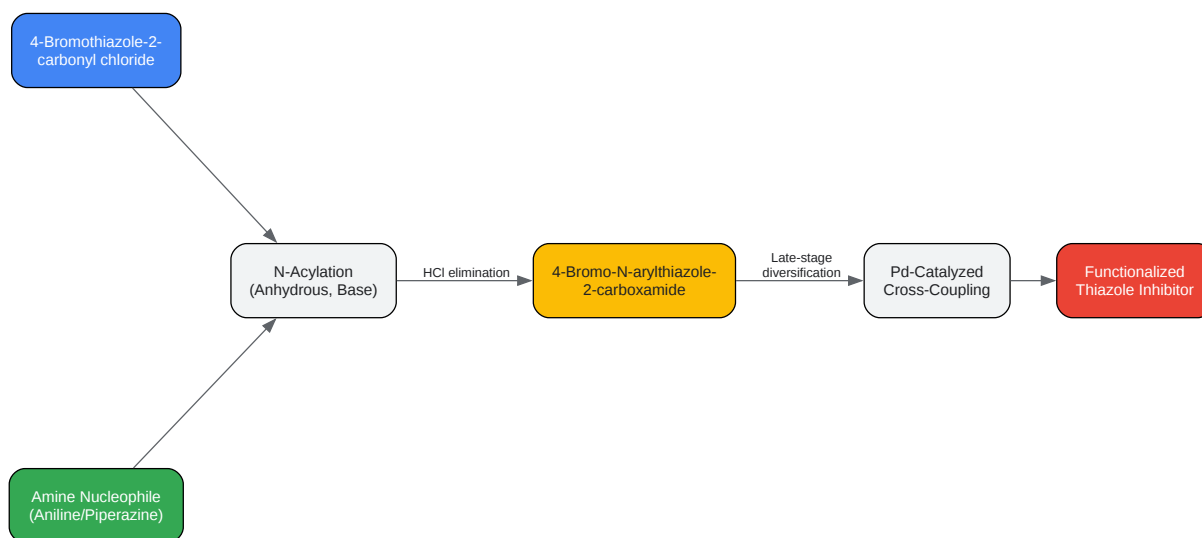 4-Bromothiazole-2-
carbonyl chloride
N-Acylation
(Anhydrous, Base)
HCl elimination
4-Bromo-N-arylthiazole-
2-carboxamide
Late-stage
diversification
Pd-Catalyzed
Cross-Coupling
Functionalized
Thiazole Inhibitor
Amine Nucleophile
(Aniline/Piperazine)